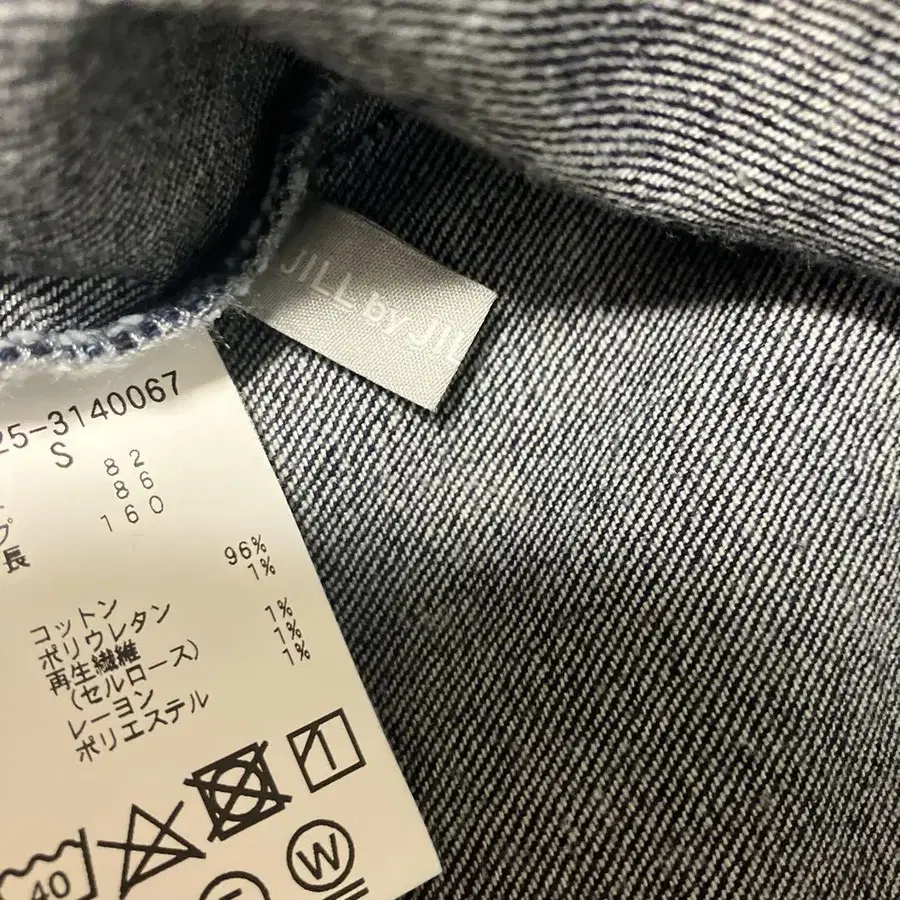 JILL by JIL
25-3140067
S
82
プ 86
長 160
コットン 96%
ポリウレタン 1%
再生繊維
(セルロース) 1%
レーヨン 1%
ポリエステル 1%
40
W